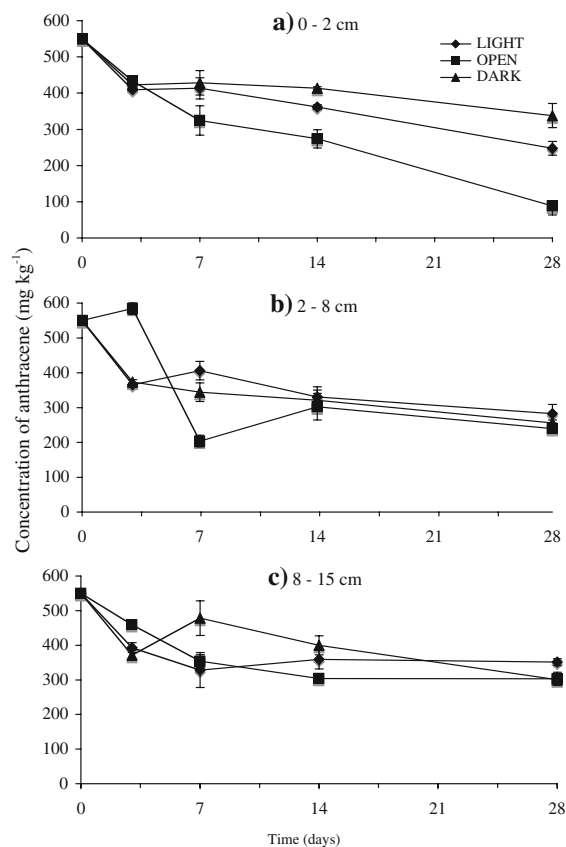 a) 0 - 2 cm
600
500
400
300
200
100
0
0 7 14 21 28
LIGHT
OPEN
DARK
b) 2 - 8 cm
600
500
400
300
200
100
0
0 7 14 21 28
c) 8 - 15 cm
600
500
400
300
200
100
0
0 7 14 21 28
Concentration of anthracene (mg kg⁻¹)
Time (days)